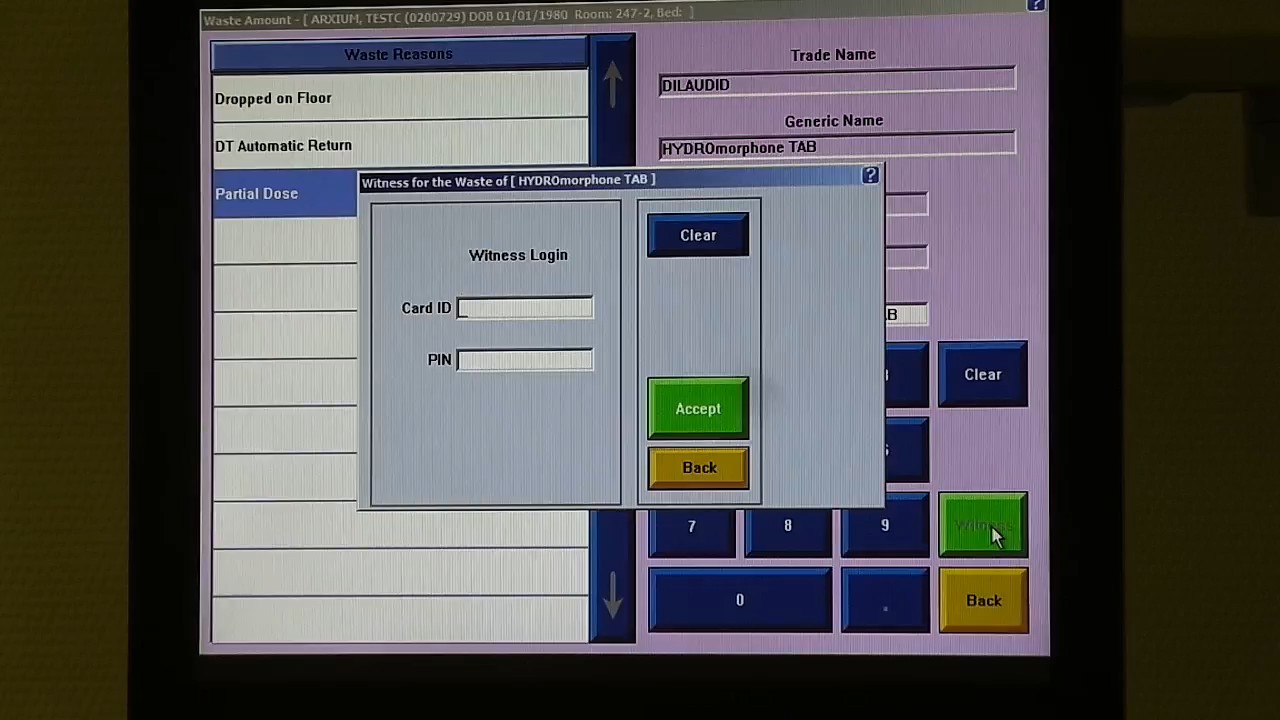 Waste Amount - [ ARXIUM, TESTC (0200729) DOB 01/01/1980 Room: 247-2, Bed: ]
?
Waste Reasons
Dropped on Floor
DT Automatic Return
Partial Dose
Trade Name
DILAUDID
Generic Name
HYDROmorphone TAB
Witness for the Waste of [ HYDROmorphone TAB ]
?
Witness Login
Card ID
PIN
Clear
Accept
Back
Clear
7
8
9
Witness
0
.
Back